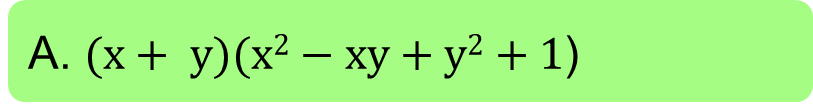 A. (x + y)(x² − xy + y² + 1)